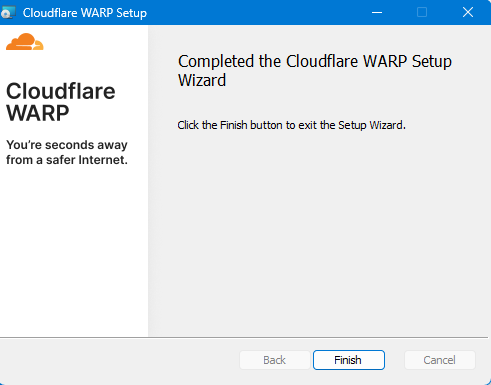 Cloudflare WARP Setup
Cloudflare
WARP
You're seconds away
from a safer Internet.
Completed the Cloudflare WARP Setup
Wizard
Click the Finish button to exit the Setup Wizard.
Back
Finish
Cancel